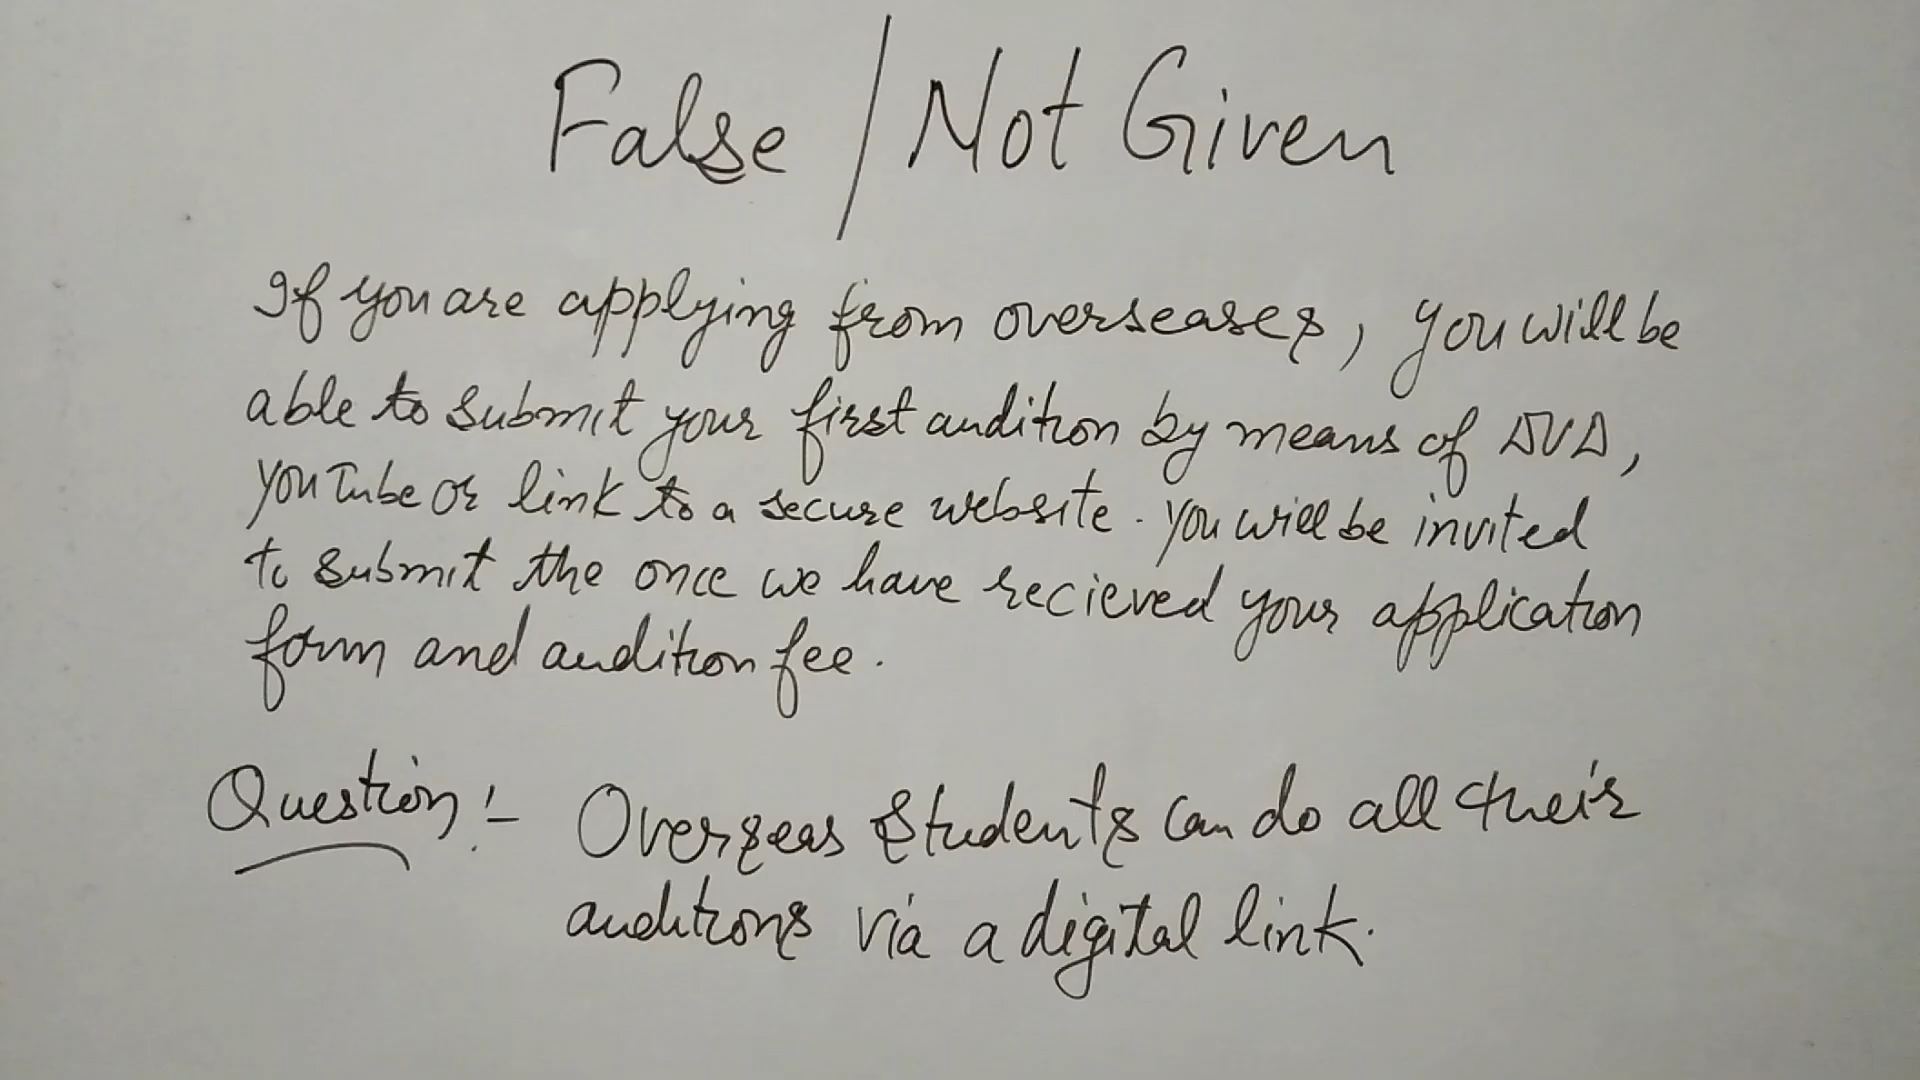 False / Not Given
If you are applying from overseases, you will be
able to submit your first audition by means of DVD,
YouTube or link to a secure website. You will be invited
to submit the once we have recieved your application
form and audition fee.
Question :- Overseas students can do all their
auditions via a digital link.